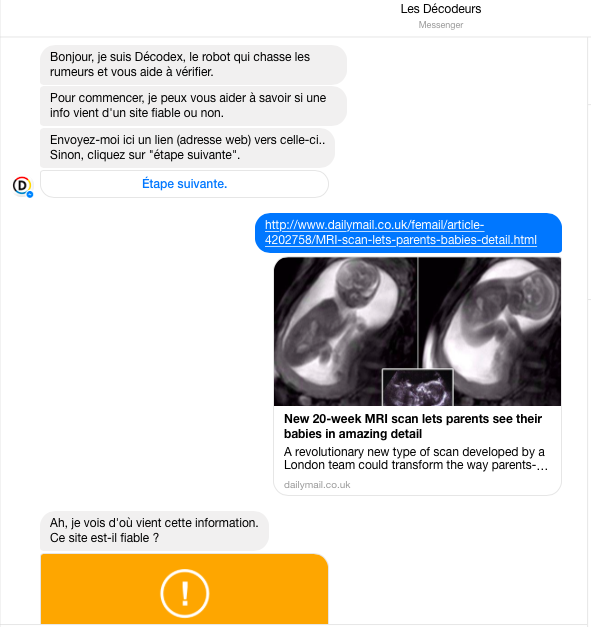 Les Décodeurs
Messenger
Bonjour, je suis Décodex, le robot qui chasse les
rumeurs et vous aide à vérifier.
Pour commencer, je peux vous aider à savoir si une
info vient d'un site fiable ou non.
Envoyez-moi ici un lien (adresse web) vers celle-ci..
Sinon, cliquez sur "étape suivante".
Étape suivante.
D
http://www.dailymail.co.uk/femail/article-
4202758/MRI-scan-lets-parents-babies-detail.html
New 20-week MRI scan lets parents see their
babies in amazing detail
A revolutionary new type of scan developed by a
London team could transform the way parents-...
dailymail.co.uk
Ah, je vois d'où vient cette information.
Ce site est-il fiable ?
!